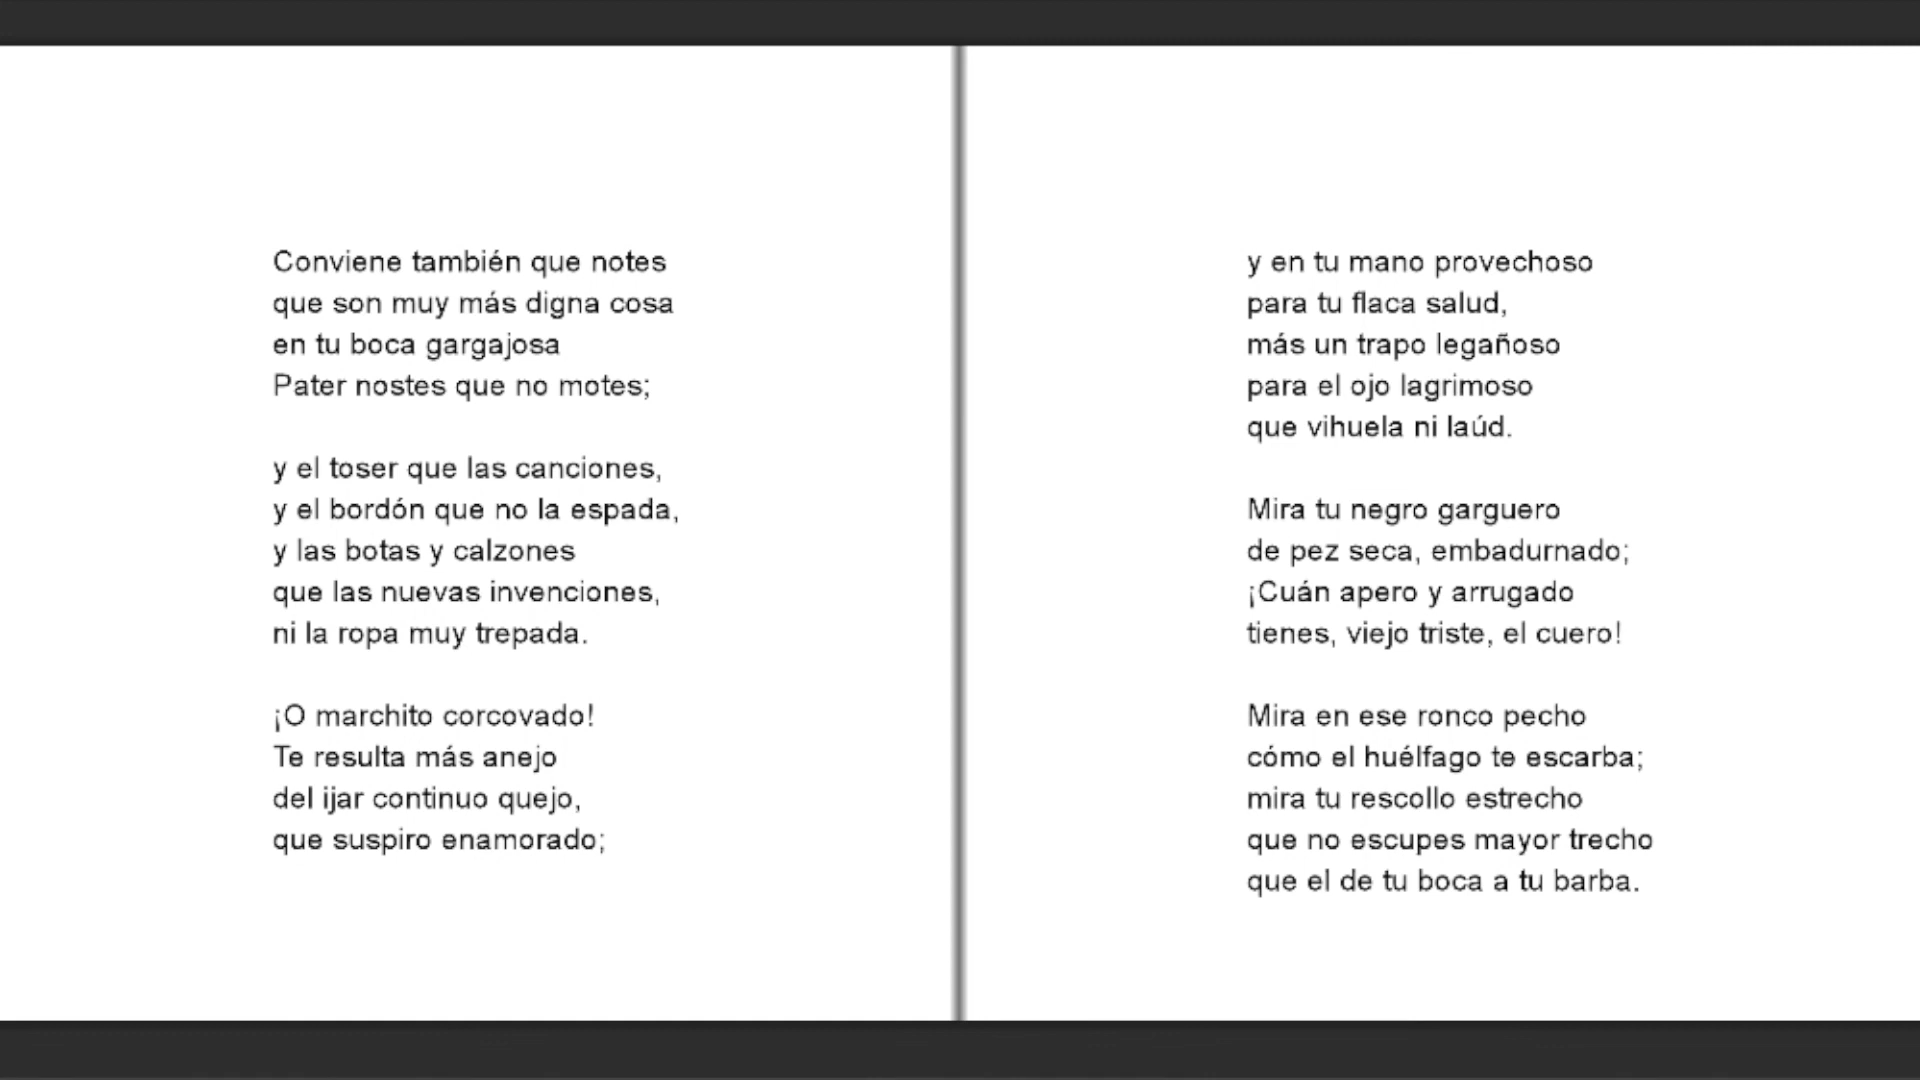 Conviene también que notes
que son muy más digna cosa
en tu boca gargajosa
Pater nostes que no motes;
y el toser que las canciones,
y el bordón que no la espada,
y las botas y calzones
que las nuevas invenciones,
ni la ropa muy trepada.
¡O marchito corcovado!
Te resulta más anejo
del ijar continuo quejo,
que suspiro enamorado;
y en tu mano provechoso
para tu flaca salud,
más un trapo legañoso
para el ojo lagrimoso
que vihuela ni laúd.
Mira tu negro garguero
de pez seca, embadurnado;
¡Cuán apero y arrugado
tienes, viejo triste, el cuero!
Mira en ese ronco pecho
cómo el huélfago te escarba;
mira tu rescollo estrecho
que no escupes mayor trecho
que el de tu boca a tu barba.